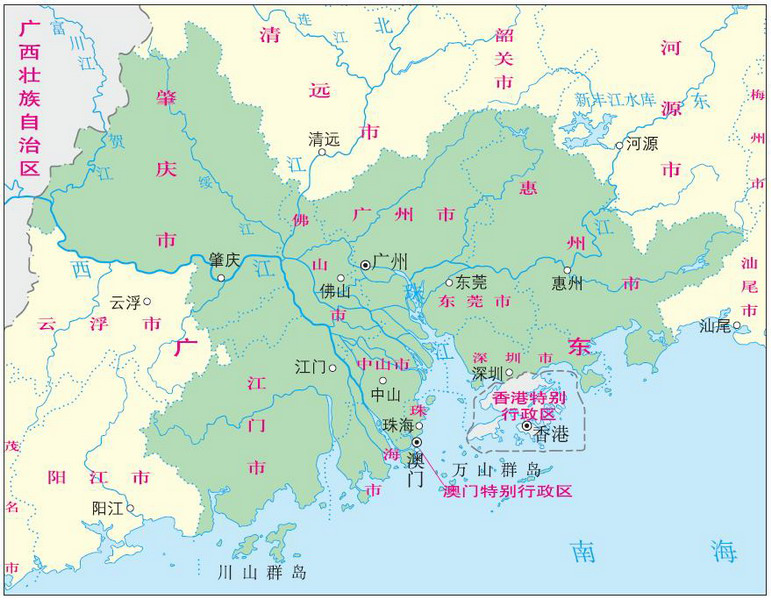 广西壮族自治区
富川江
连江
北江
清远市
韶关市
河源市
梅州市
新丰江水库
东江
肇庆市
贺江
绥江
清远
河源
佛山市
广州市
惠州市
西江
肇庆
广州
佛山
珠江
东莞
东莞市
惠州
汕尾市
汕尾
云浮
云浮市
广东
江门
江门市
中山市
中山
深圳市
深圳
香港特别
行政区
香港
珠海
珠海市
澳门
澳门特别行政区
万山群岛
茂名市
阳江市
阳江
川山群岛
南海